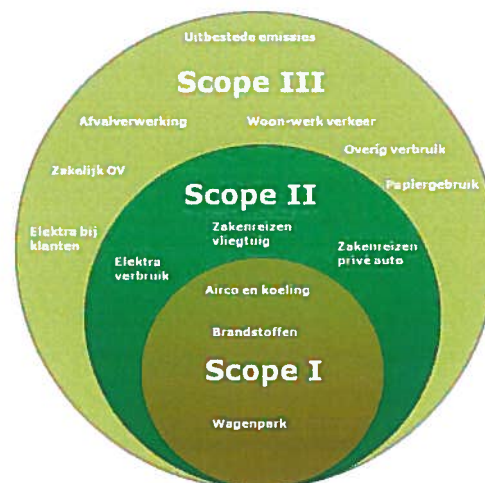 Uitbestede emissies
Scope III
Afvalverwerking
Woon-werk verkeer
Overig verbruik
Zakelijk OV
Papiergebruik
Scope II
Elektra bij
klanten
Zakenreizen
vliegtuig
Elektra
verbruik
Zakenreizen
privé auto
Airco en koeling
Brandstoffen
Scope I
Wagenpark